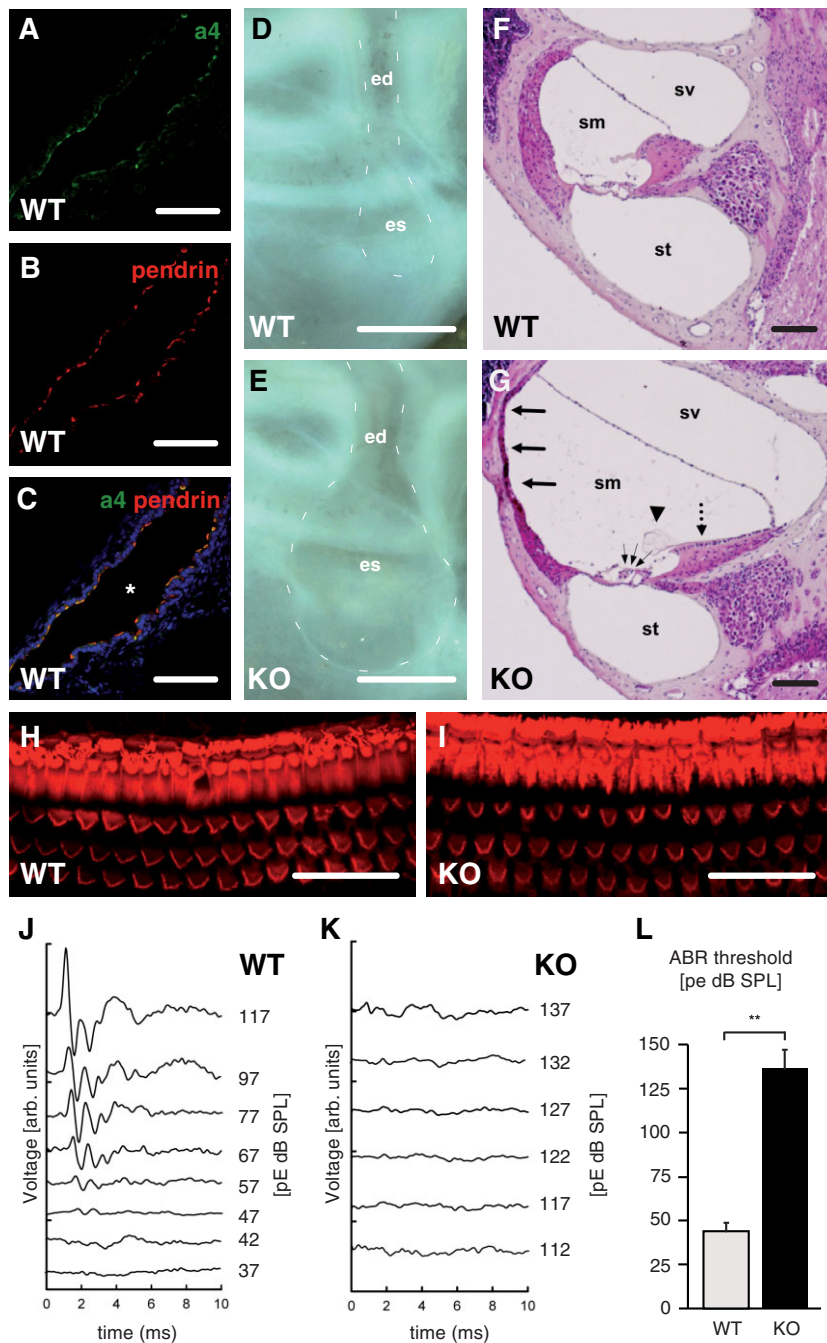 A
a4
WT
B
pendrin
WT
C
a4 pendrin
*
WT
D
ed
es
WT
E
ed
es
KO
F
sv
sm
st
WT
G
sv
sm
st
KO
H
WT
I
KO
J
WT
117
97
77
67
57
47
42
37
Voltage [arb. units]
[pE dB SPL]
0 2 4 6 8 10
time (ms)
K
KO
137
132
127
122
117
112
Voltage [arb. units]
[pE dB SPL]
0 2 4 6 8 10
time (ms)
L
ABR threshold
[pe dB SPL]
**
150
125
100
75
50
25
0
WT KO